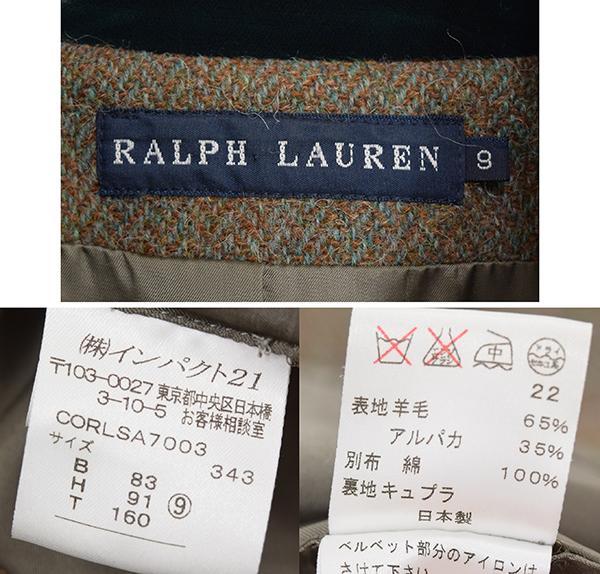 RALPH LAUREN 9
㈱インパクト21
〒103-0027 東京都中央区日本橋
3-10-5 お客様相談室
CORLSA7003
343
サイズ
B 83
H 91 ⑨
T 160
中 ドライ
22
表地羊毛 65%
アルパカ 35%
別布 綿 100%
裏地キュプラ
日本製
ベルベット部分のアイロンは
さけて下さい